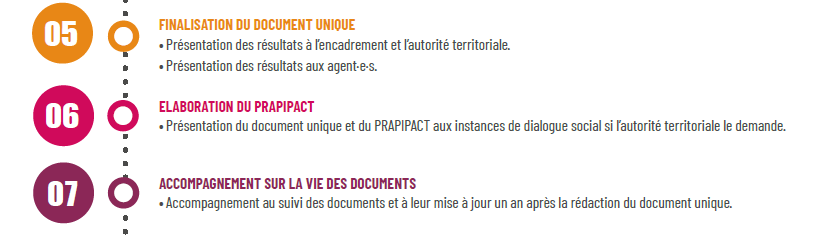 05
FINALISATION DU DOCUMENT UNIQUE
• Présentation des résultats à l'encadrement et l'autorité territoriale.
• Présentation des résultats aux agent·e·s.
06
ELABORATION DU PRAPIPACT
• Présentation du document unique et du PRAPIPACT aux instances de dialogue social si l'autorité territoriale le demande.
07
ACCOMPAGNEMENT SUR LA VIE DES DOCUMENTS
• Accompagnement au suivi des documents et à leur mise à jour un an après la rédaction du document unique.